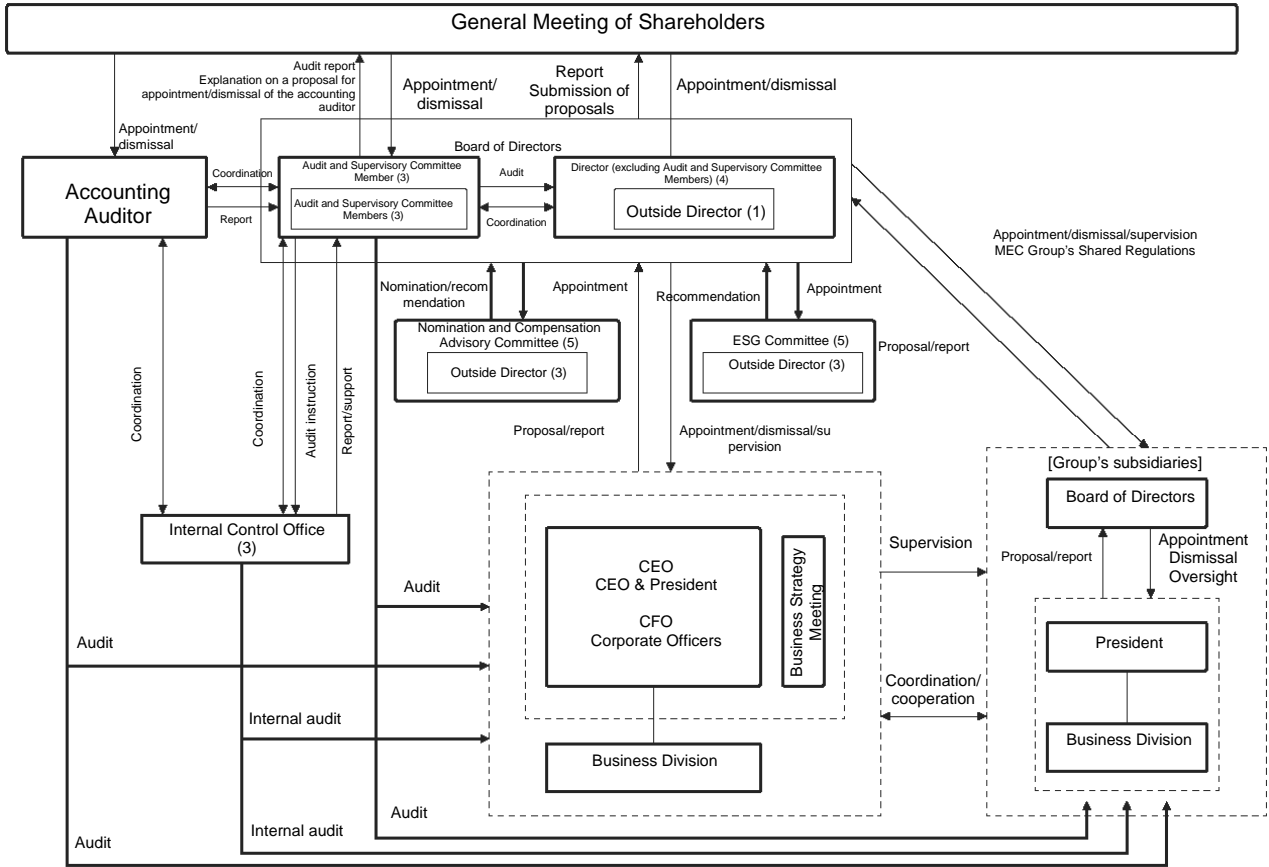 General Meeting of Shareholders
Audit report
Explanation on a proposal for
appointment/dismissal of the accounting
auditor
Appointment/
dismissal
Report
Submission of
proposals
Appointment/dismissal
Appointment/
dismissal
Board of Directors
Accounting
Auditor
Coordination
Report
Audit and Supervisory Committee
Member (3)
Audit and Supervisory Committee
Members (3)
Audit
Coordination
Director (excluding Audit and Supervisory Committee
Members) (4)
Outside Director (1)
Appointment/dismissal/supervision
MEC Group's Shared Regulations
Nomination/recom
mendation
Appointment
Recommendation
Appointment
Nomination and Compensation
Advisory Committee (5)
Outside Director (3)
ESG Committee (5)
Outside Director (3)
Proposal/report
Coordination
Coordination
Audit instruction
Report/support
Proposal/report
Appointment/dismissal/su
pervision
[Group's subsidiaries]
Board of Directors
Internal Control Office
(3)
Proposal/report
Appointment
Dismissal
Oversight
CEO
CEO & President
CFO
Corporate Officers
Business Strategy
Meeting
Supervision
Audit
President
Audit
Coordination/
cooperation
Internal audit
Business Division
Business Division
Audit
Internal audit
Audit